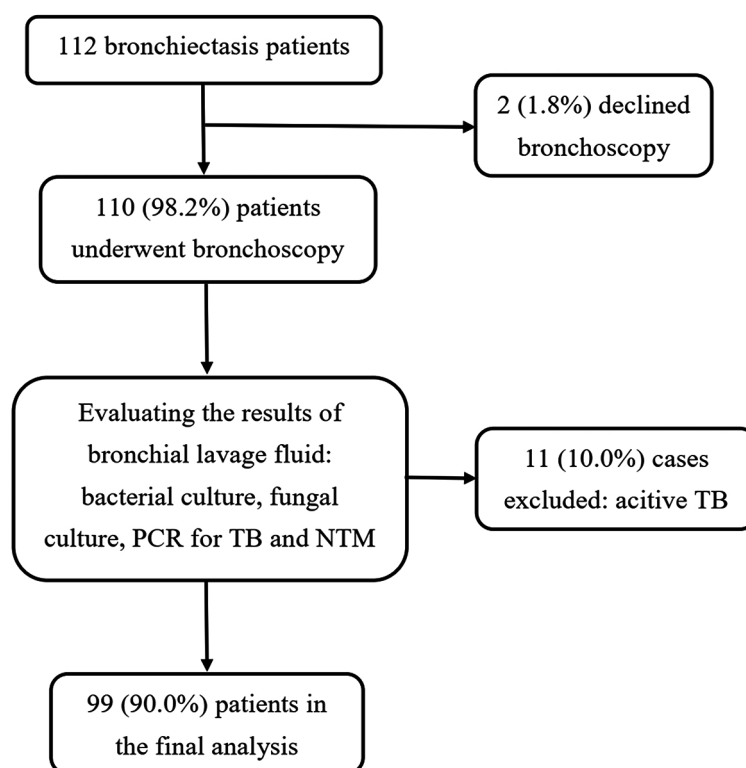 112 bronchiectasis patients
2 (1.8%) declined
bronchoscopy
110 (98.2%) patients
underwent bronchoscopy
Evaluating the results of
bronchial lavage fluid:
bacterial culture, fungal
culture, PCR for TB and NTM
11 (10.0%) cases
excluded: acitive TB
99 (90.0%) patients in
the final analysis